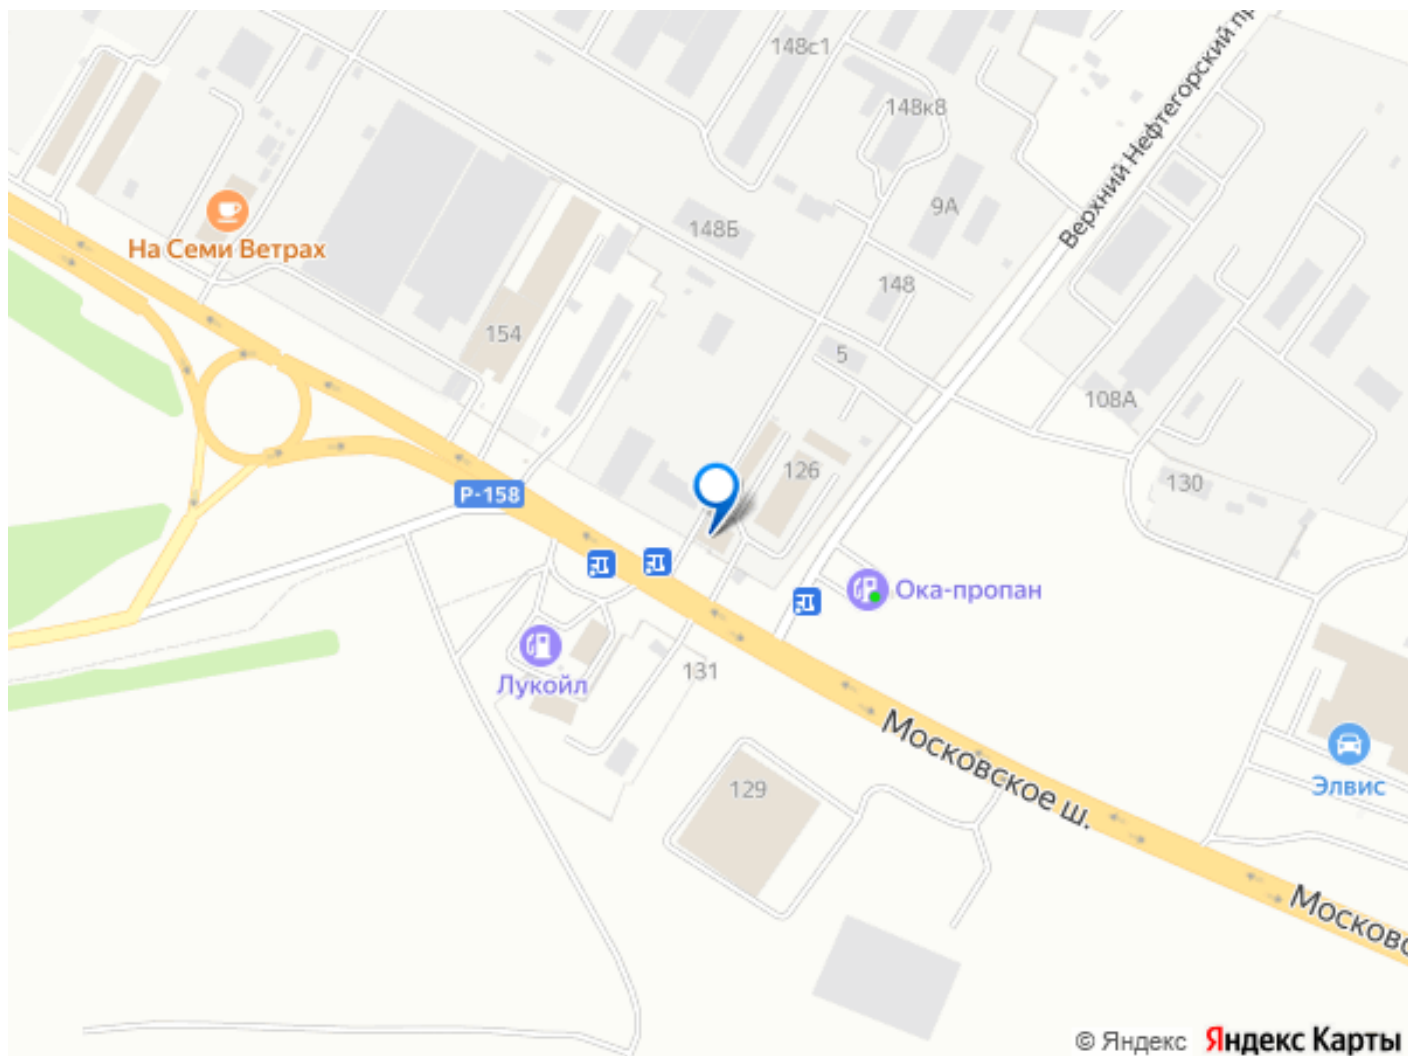 148с1
148к8
Верхний Нефтегорский пр
9А
148Б
На Семи Ветрах
148
154
5
108А
126
130
Р-158
Ока-пропан
131
Лукойл
Московское ш.
129
Элвис
Московс
© Яндекс Яндекс Карты